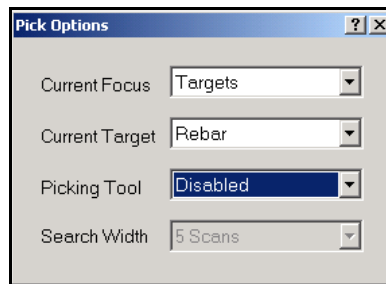 Pick Options
Current Focus Targets
Current Target Rebar
Picking Tool Disabled
Search Width 5 Scans